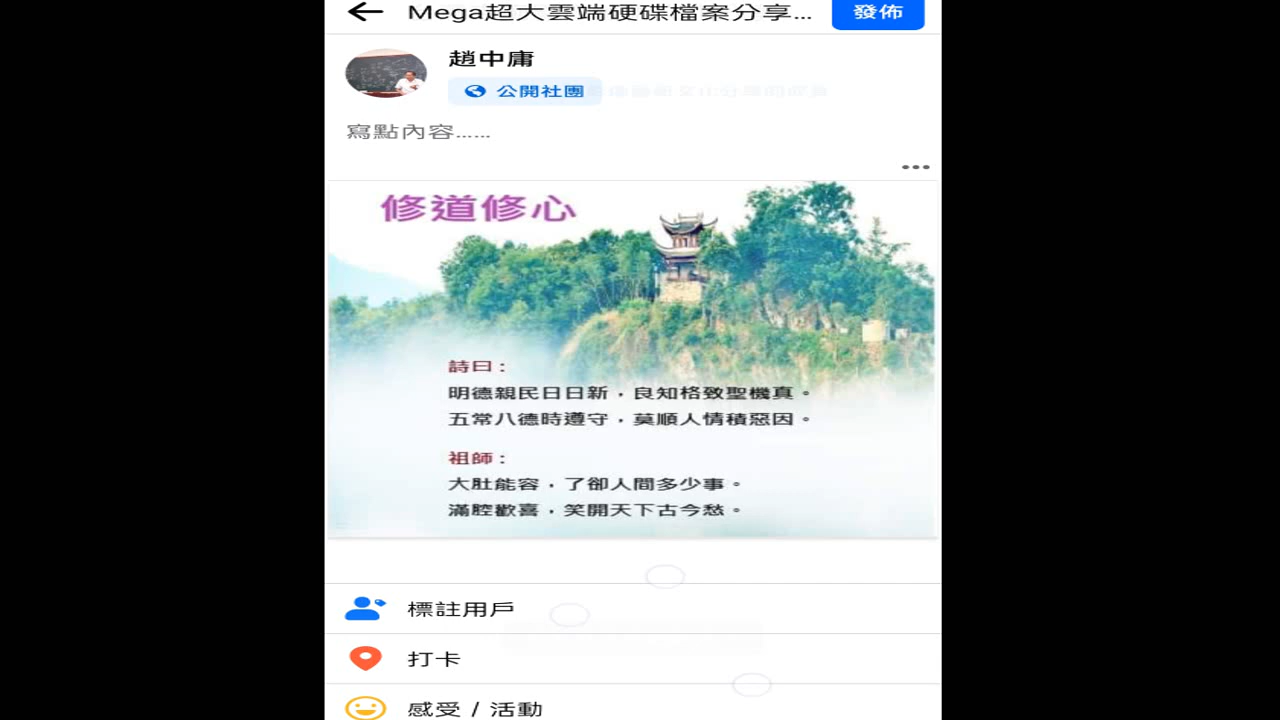 Mega超大雲端硬碟檔案分享...
發佈
趙中庸
公開社團
寫點內容......
修道修心
詩曰：
明德親民日日新，良知格致聖機真。
五常八德時遵守，莫順人情積惡因。
祖師：
大肚能容，了卻人間多少事。
滿腔歡喜，笑開天下古今愁。
標註用戶
打卡
感受 / 活動